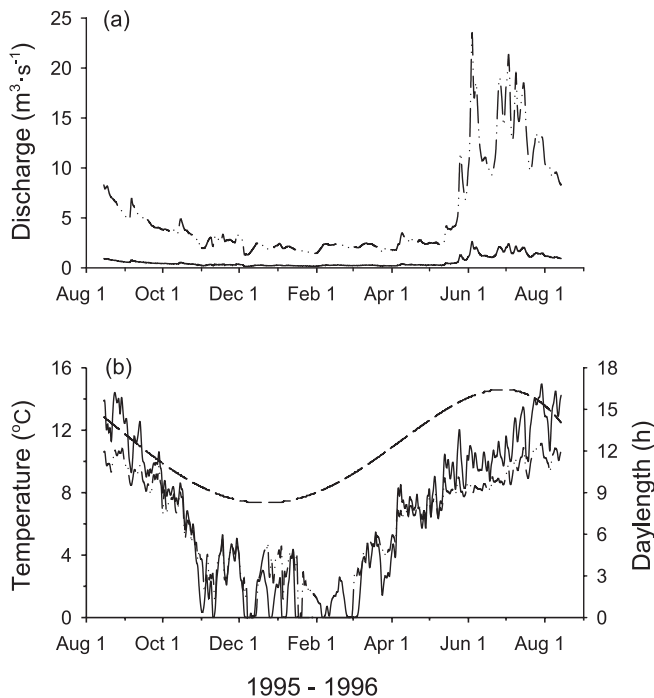 (a)
Discharge (m³·s⁻¹)
25
20
15
10
5
0
Aug 1 Oct 1 Dec 1 Feb 1 Apr 1 Jun 1 Aug 1
(b)
Temperature (ºC)
16
12
8
4
0
Daylength (h)
18
15
12
9
6
3
0
Aug 1 Oct 1 Dec 1 Feb 1 Apr 1 Jun 1 Aug 1
1995 - 1996